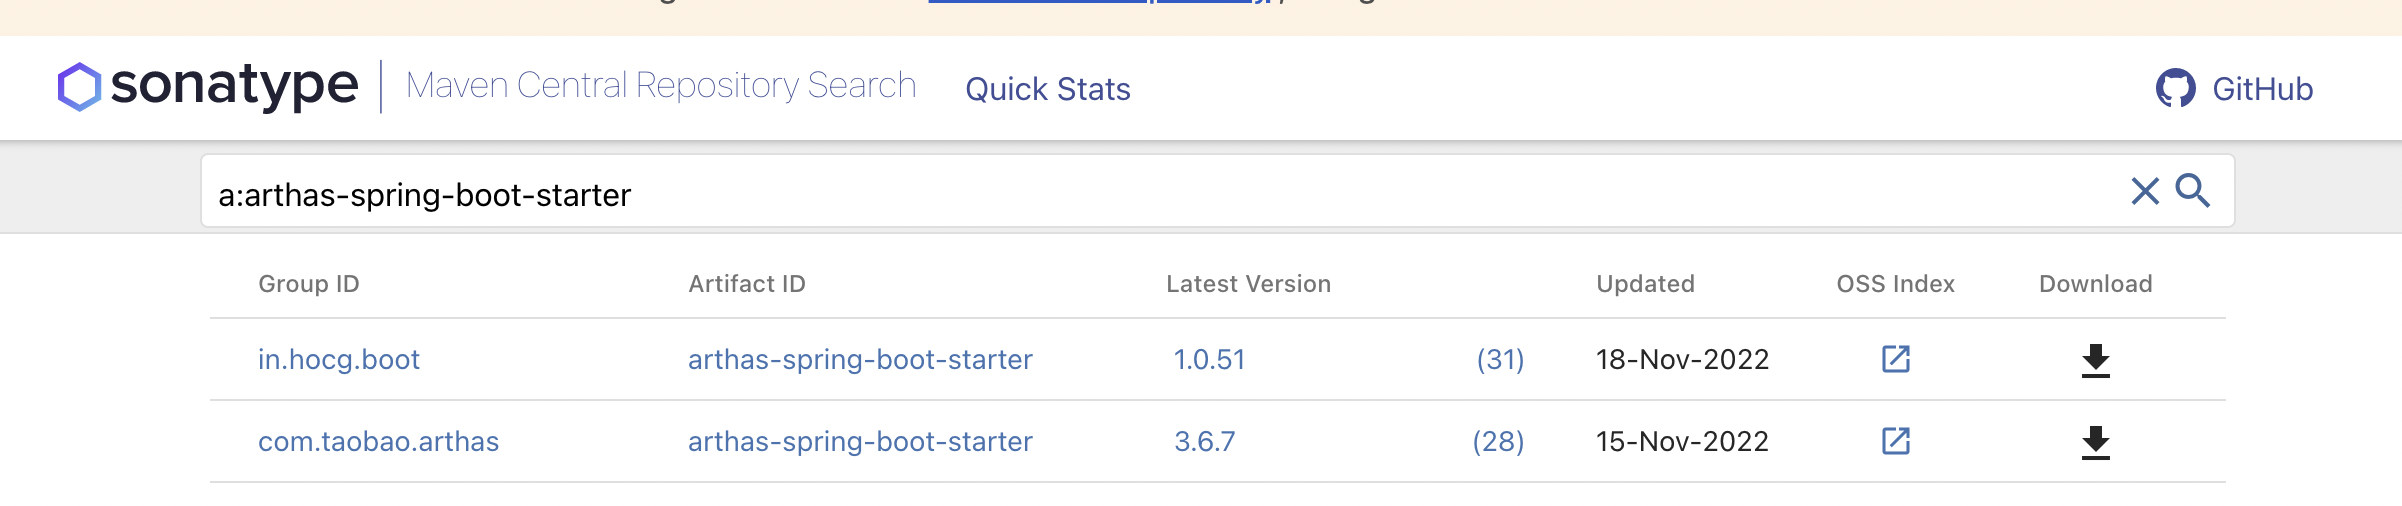 sonatype Maven Central Repository Search Quick Stats GitHub
a:arthas-spring-boot-starter
Group ID Artifact ID Latest Version Updated OSS Index Download
in.hocg.boot arthas-spring-boot-starter 1.0.51 (31) 18-Nov-2022
com.taobao.arthas arthas-spring-boot-starter 3.6.7 (28) 15-Nov-2022